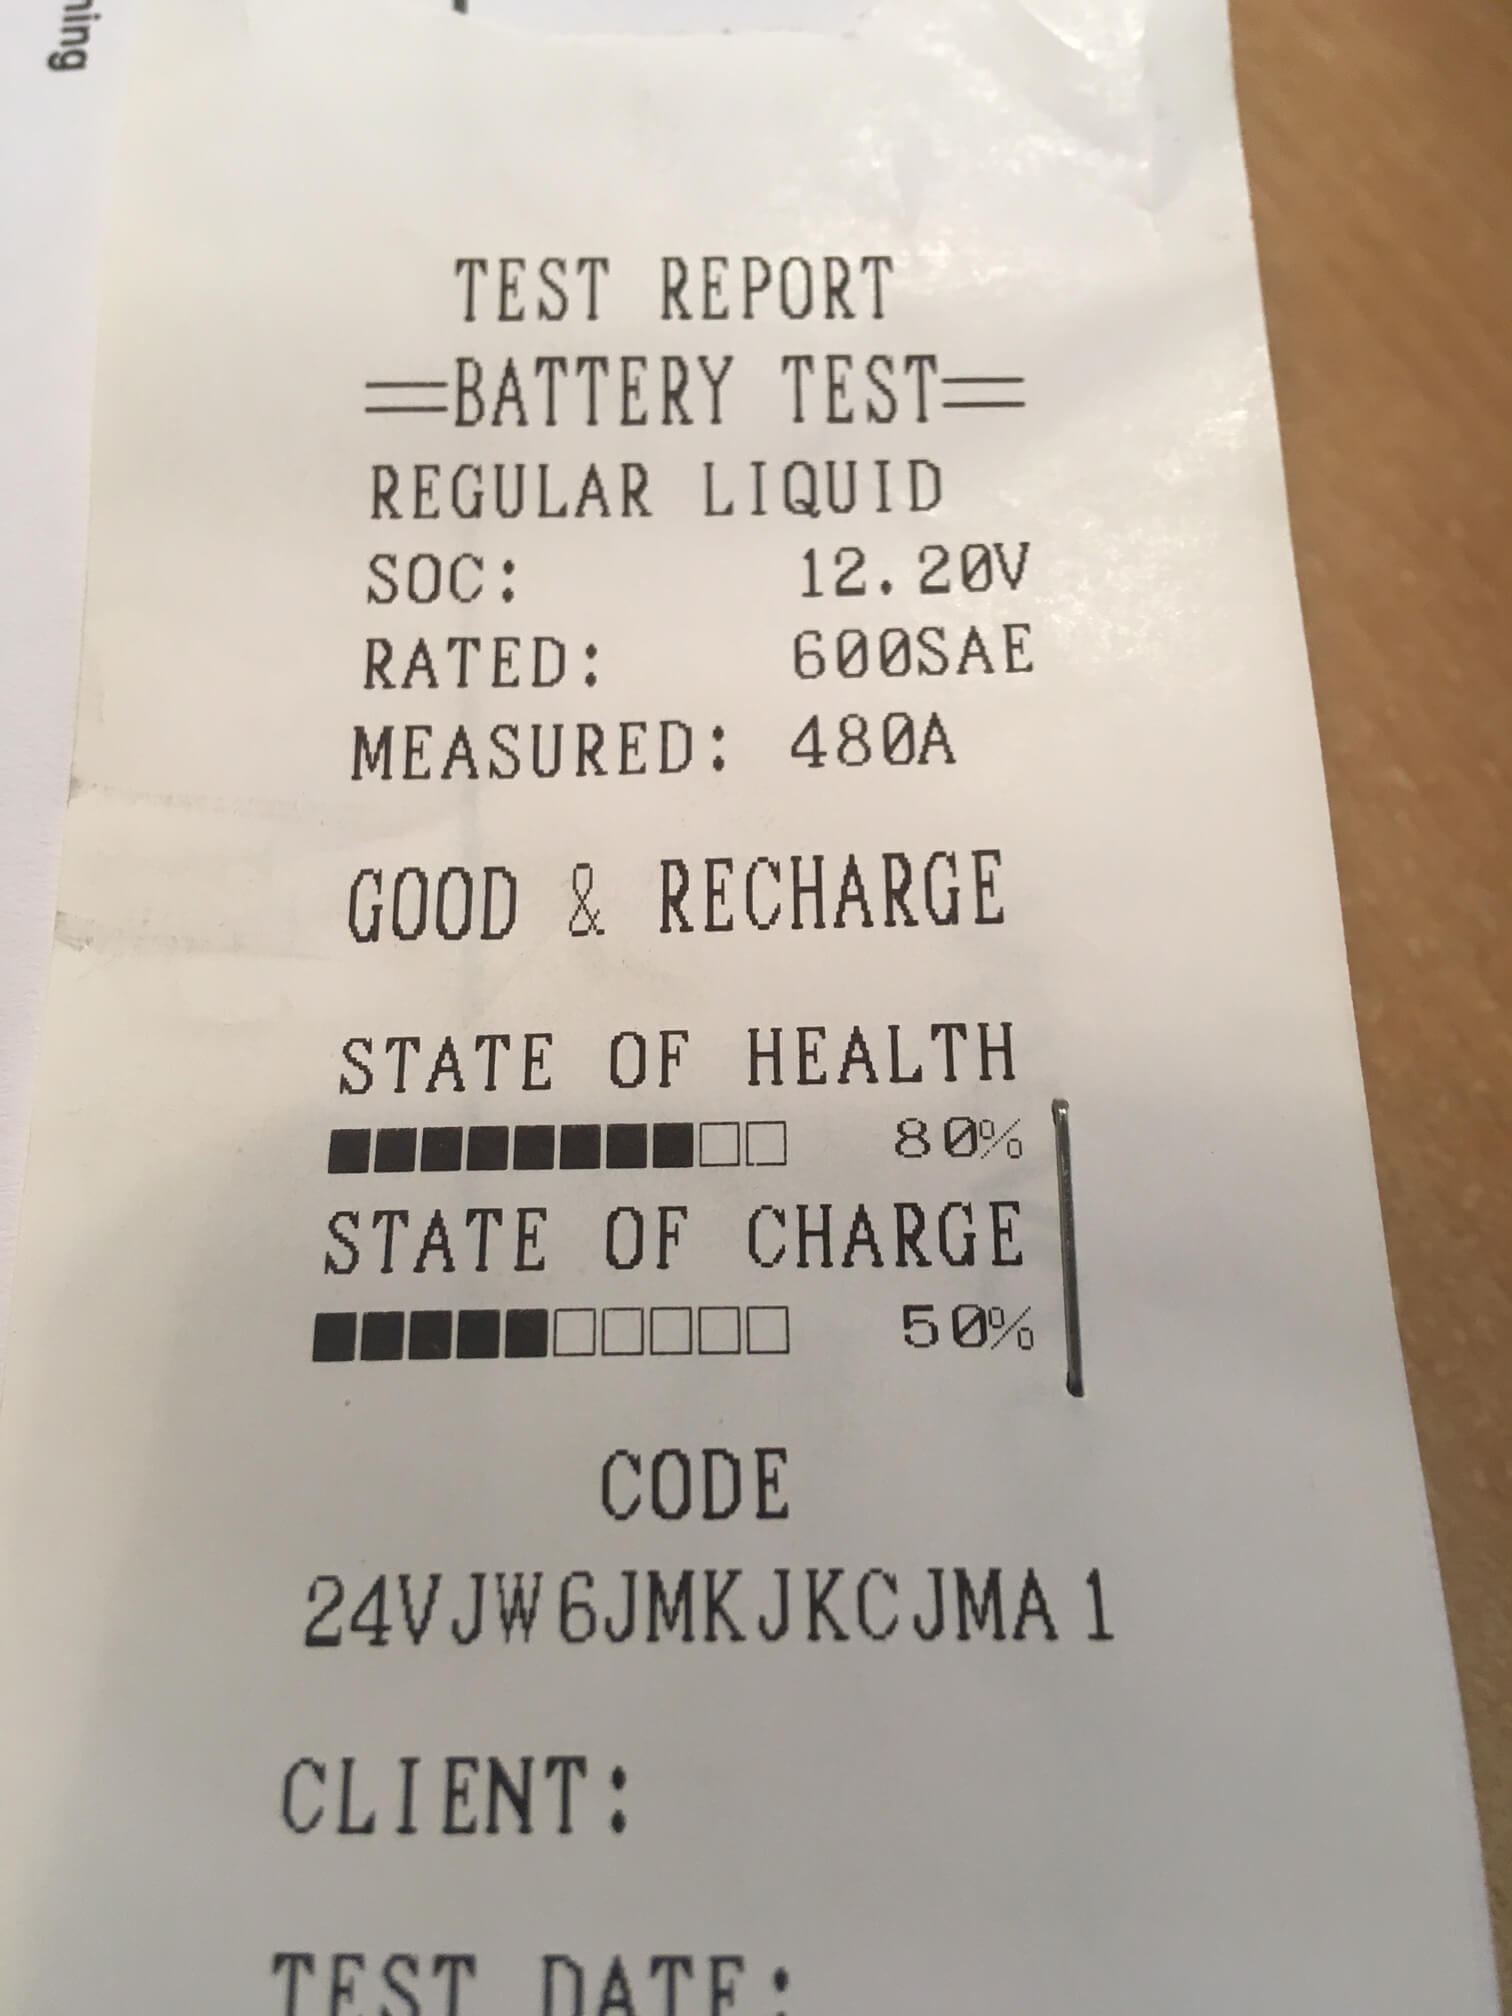 ning
TEST REPORT
=BATTERY TEST=
REGULAR LIQUID
SOC: 12.20V
RATED: 600SAE
MEASURED: 480A
GOOD & RECHARGE
STATE OF HEALTH
80%
STATE OF CHARGE
50%
CODE
24VJW6JMKJKCJMA1
CLIENT:
TEST DATE: